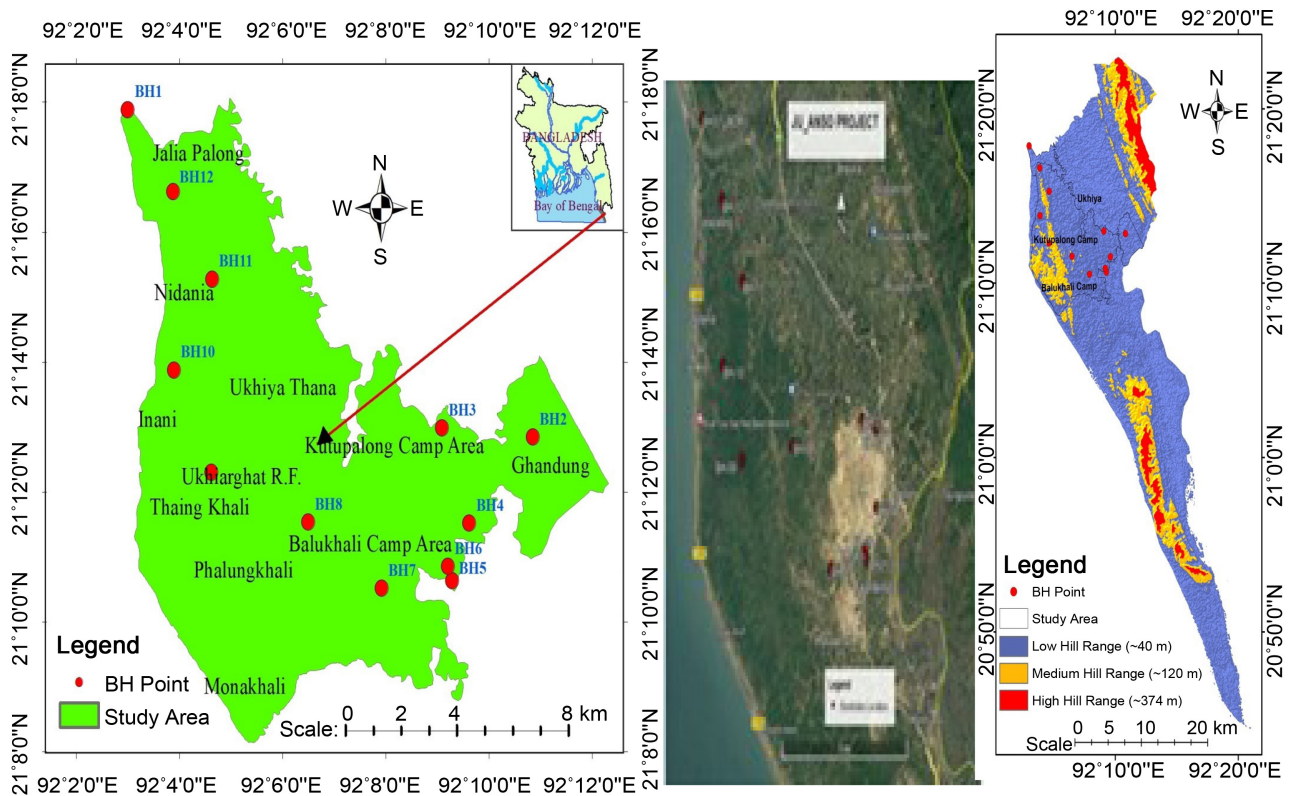 92°2'0"E 92°4'0"E 92°6'0"E 92°8'0"E 92°10'0"E 92°12'0"E
21°18'0"N
21°16'0"N
21°14'0"N
21°12'0"N
21°10'0"N
21°8'0"N
BH1
Jalia Palong
BH12
BH11
Nidania
BH10
Ukhiya Thana
Inani
BH3
BH2
Kutupalong Camp Area
Ghandung
Ukhiarghat R.F.
Thaing Khali
BH8
BH4
Balukhali Camp Area
BH6
BH5
BH7
Phalungkhali
Monakhali
N
W E
S
BANGLADESH
Bay of Bengal
Legend
BH Point
Study Area
Scale:
0 2 4 8 km
21°18'0"N
21°16'0"N
21°14'0"N
21°12'0"N
21°10'0"N
21°8'0"N
92°2'0"E 92°4'0"E 92°6'0"E 92°8'0"E 92°10'0"E 92°12'0"E
PROJECT
92°10'0"E 92°20'0"E
21°20'0"N
21°10'0"N
21°0'0"N
20°50'0"N
N
W E
S
Ukhiya
Kutupalong Camp
Balukhali Camp
Legend
BH Point
Study Area
Low Hill Range (~40 m)
Medium Hill Range (~120 m)
High Hill Range (~374 m)
0 5 10 20 km
Scale
21°20'0"N
21°10'0"N
21°0'0"N
20°50'0"N
92°10'0"E 92°20'0"E